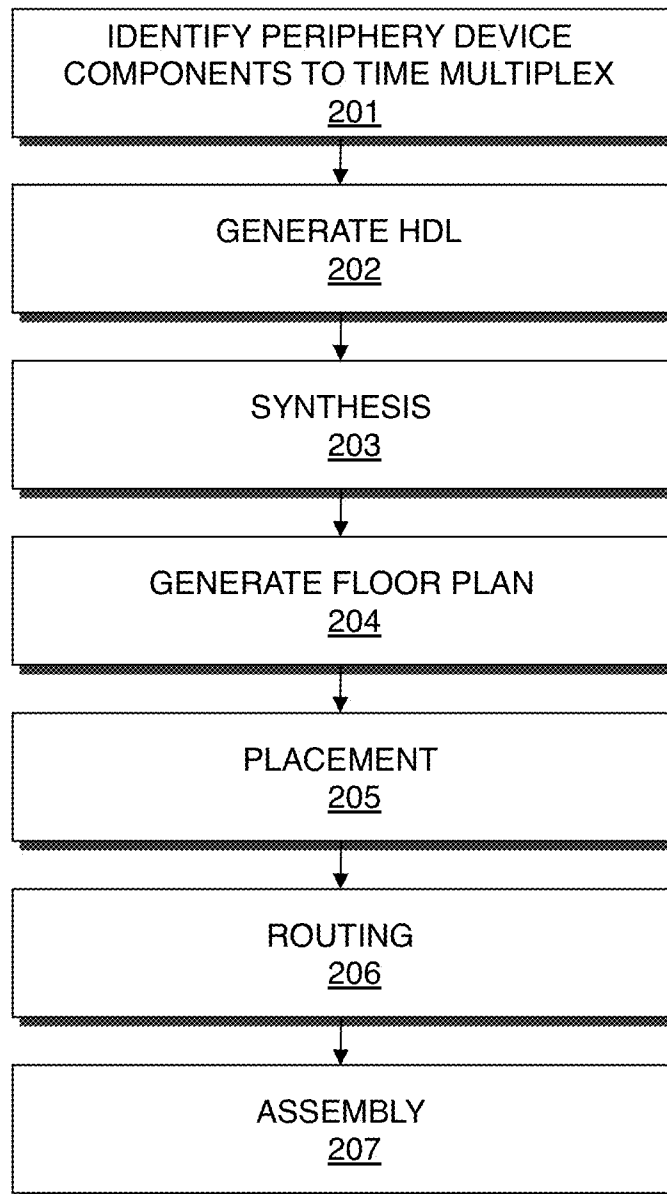 IDENTIFY PERIPHERY DEVICE
COMPONENTS TO TIME MULTIPLEX
201
GENERATE HDL
202
SYNTHESIS
203
GENERATE FLOOR PLAN
204
PLACEMENT
205
ROUTING
206
ASSEMBLY
207